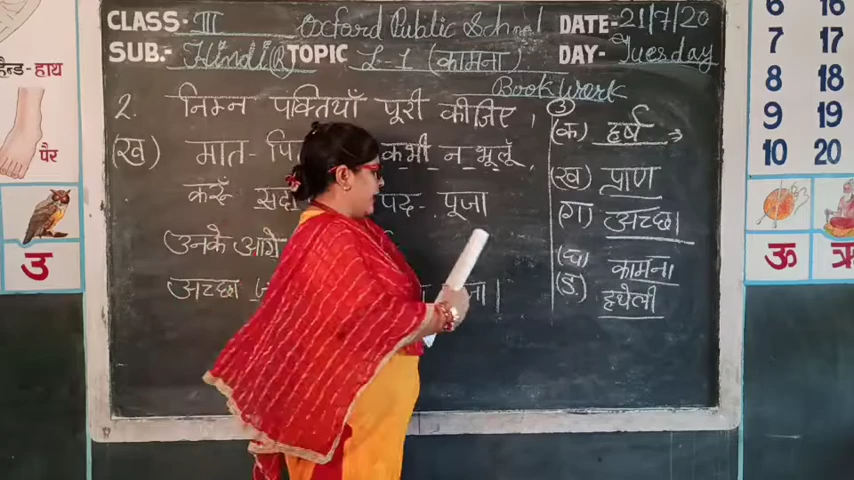 CLASS- III Oxford Public School DATE- 21/7/20
SUB.- Hindi(R) TOPIC L-1 (कामना) DAY- Tuesday
Book Work
2. निम्न पंक्तियाँ पूरी कीजिए,
(ख) मात- कभी न भूलूँ,
करूँ पद- पूजा
उनके आगे
अच्छा
(क) हर्ष →
(ख) प्राण
(ग) अच्छा
(घ) कामना
(ङ) हथेली
हैन्ड-हाथ
पैर
उ
ऊ
ऋ
6 16
7 17
8 18
9 19
10 20